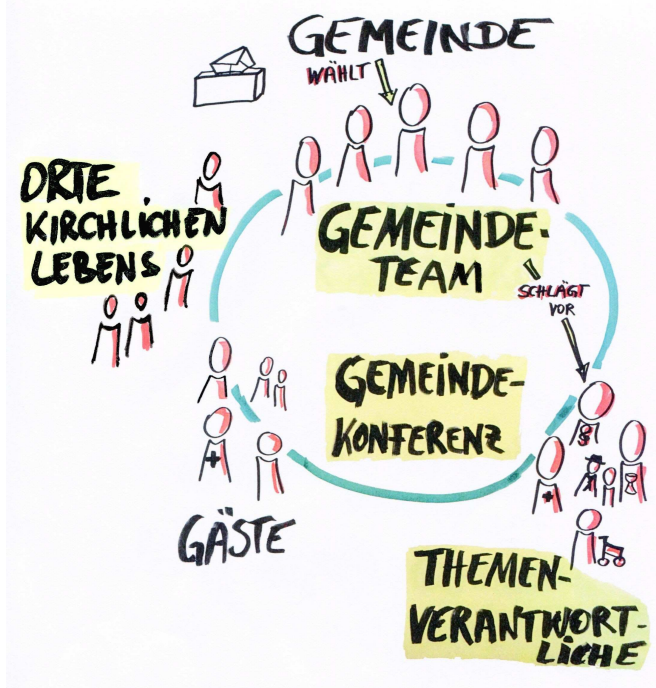 GEMEINDE
WÄHLT
ORTE
KIRCHLICHEN
LEBENS
GEMEINDE-
TEAM
SCHLÄGT
VOR
GEMEINDE-
KONFERENZ
GÄSTE
THEMEN-
VERANTWORT-
LICHE